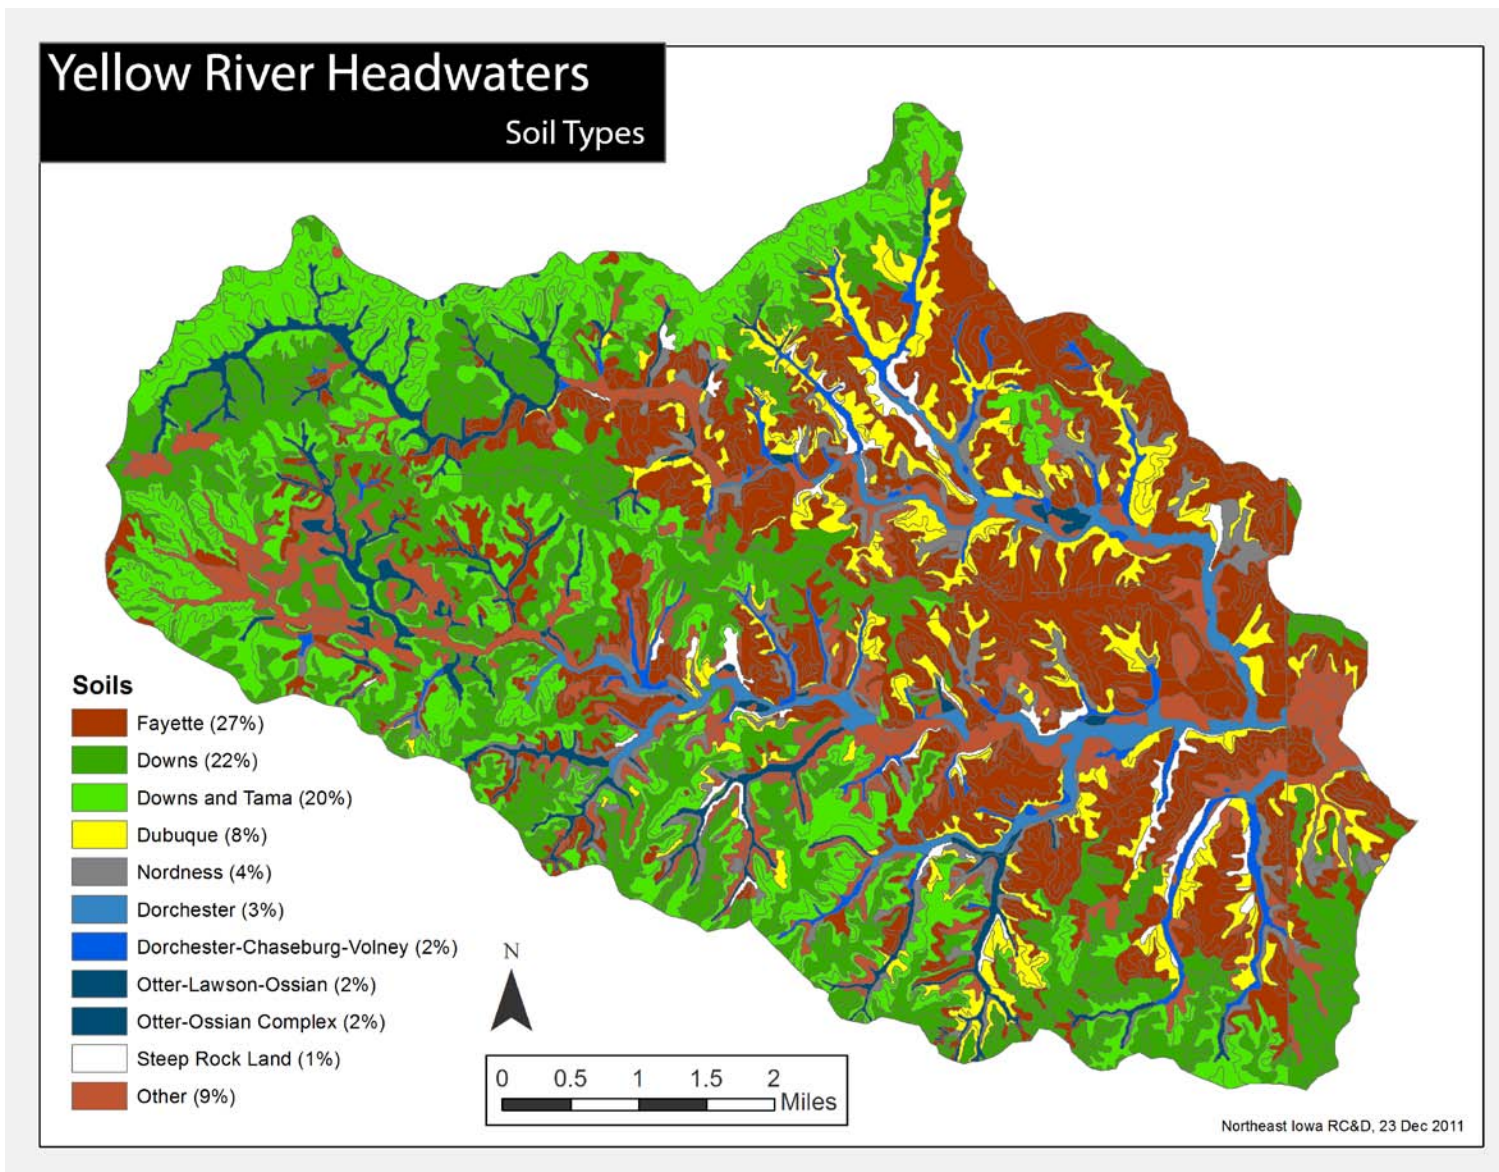 Yellow River Headwaters
Soil Types
Soils
Fayette (27%)
Downs (22%)
Downs and Tama (20%)
Dubuque (8%)
Nordness (4%)
Dorchester (3%)
Dorchester-Chaseburg-Volney (2%)
Otter-Lawson-Ossian (2%)
Otter-Ossian Complex (2%)
Steep Rock Land (1%)
Other (9%)
N
0 0.5 1 1.5 2
Miles
Northeast Iowa RC&D, 23 Dec 2011